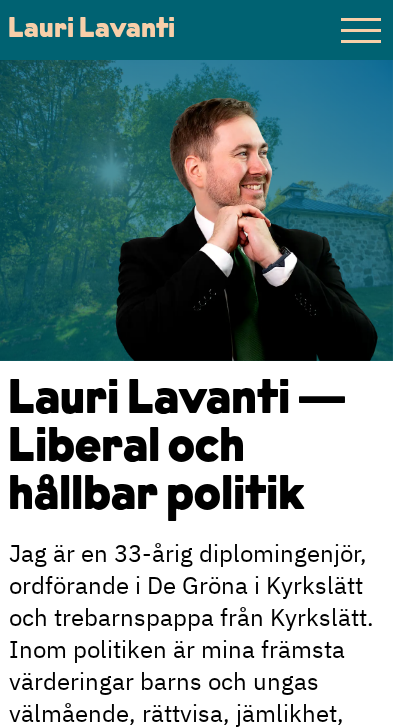 Lauri Lavanti
Lauri Lavanti —
Liberal och
hållbar politik
Jag är en 33-årig diplomingenjör,
ordförande i De Gröna i Kyrkslätt
och trebarnspappa från Kyrkslätt.
Inom politiken är mina främsta
värderingar barns och ungas
välmående, rättvisa, jämlikhet,